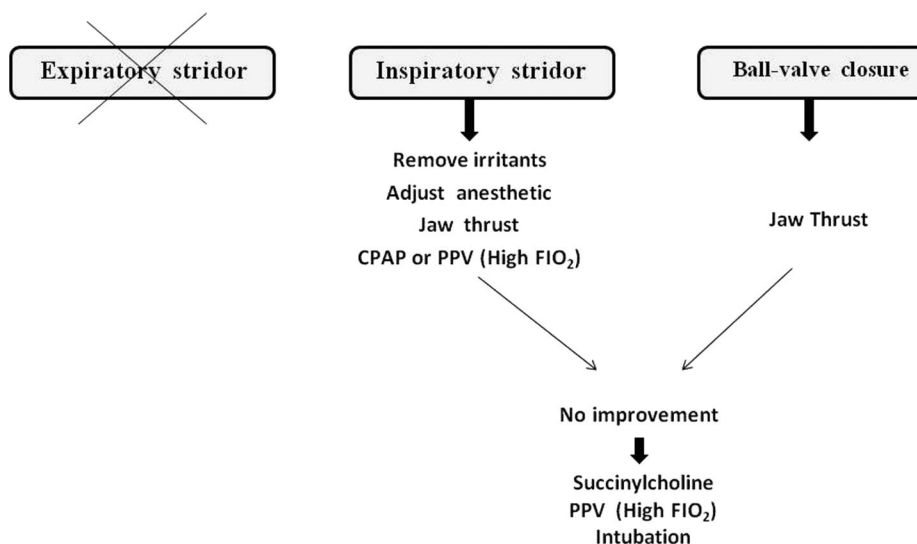 Expiratory stridor
Inspiratory stridor
Ball-valve closure
Remove irritants
Adjust anesthetic
Jaw thrust
CPAP or PPV (High FIO₂)
Jaw Thrust
No improvement
Succinylcholine
PPV (High FIO₂)
Intubation